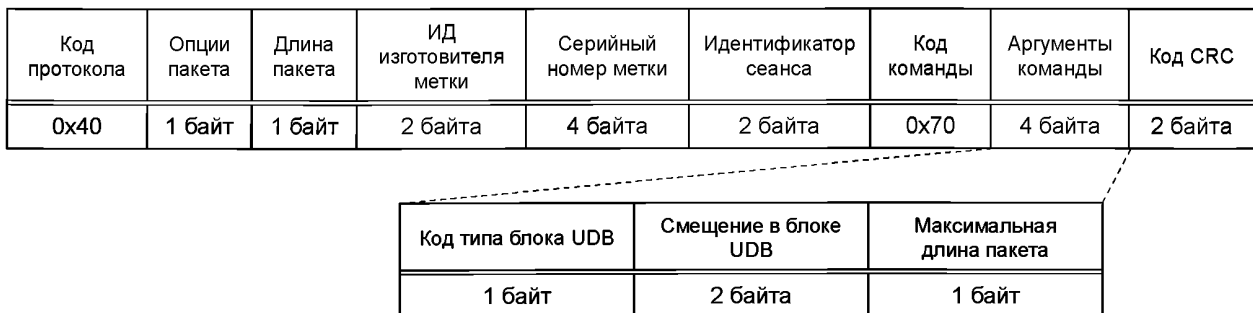 Код протокола
Опции пакета
Длина пакета
ИД изготовителя метки
Серийный номер метки
Идентификатор сеанса
Код команды
Аргументы команды
Код CRC
0x40
1 байт
1 байт
2 байта
4 байта
2 байта
0x70
4 байта
2 байта
Код типа блока UDB
Смещение в блоке UDB
Максимальная длина пакета
1 байт
2 байта
1 байт